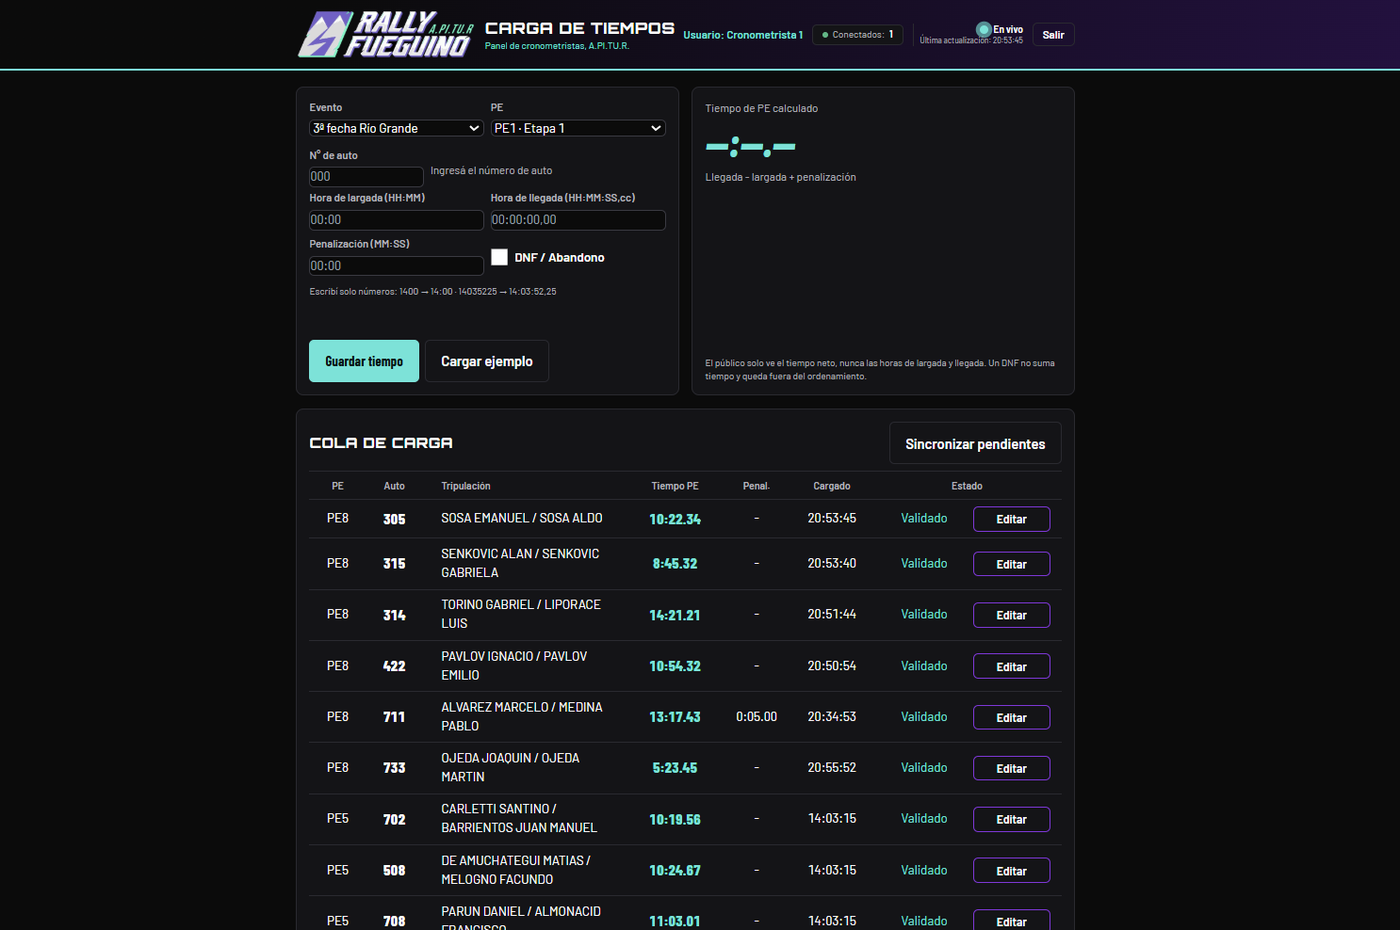 RALLY
A.PI.TU.R
FUEGUINO
CARGA DE TIEMPOS
Panel de cronometristas, A.PI.TU.R.
Usuario: Cronometrista 1
Conectados: 1
En vivo
Última actualización: 20:53:45
Salir
Evento
PE
3ª fecha Río Grande
PE1 · Etapa 1
N° de auto
000
Ingresá el número de auto
Hora de largada (HH:MM)
Hora de llegada (HH:MM:SS,cc)
00:00
00:00:00,00
Penalización (MM:SS)
00:00
DNF / Abandono
Escribí solo números: 1400 → 14:00 · 14035225 → 14:03:52,25
Guardar tiempo
Cargar ejemplo
Tiempo de PE calculado
—:—.—
Llegada - largada + penalización
El público solo ve el tiempo neto, nunca las horas de largada y llegada. Un DNF no suma
tiempo y queda fuera del ordenamiento.
COLA DE CARGA
Sincronizar pendientes
PE Auto Tripulación Tiempo PE Penal. Cargado Estado
PE8 305 SOSA EMANUEL / SOSA ALDO 10:22.34 - 20:53:45 Validado Editar
PE8 315 SENKOVIC ALAN / SENKOVIC 8:45.32 - 20:53:40 Validado Editar
GABRIELA
PE8 314 TORINO GABRIEL / LIPORACE 14:21.21 - 20:51:44 Validado Editar
LUIS
PE8 422 PAVLOV IGNACIO / PAVLOV 10:54.32 - 20:50:54 Validado Editar
EMILIO
PE8 711 ALVAREZ MARCELO / MEDINA 13:17.43 0:05.00 20:34:53 Validado Editar
PABLO
PE8 733 OJEDA JOAQUIN / OJEDA 5:23.45 - 20:55:52 Validado Editar
MARTIN
PE5 702 CARLETTI SANTINO / 10:19.56 - 14:03:15 Validado Editar
BARRIENTOS JUAN MANUEL
PE5 508 DE AMUCHATEGUI MATIAS / 10:24.67 - 14:03:15 Validado Editar
MELOGNO FACUNDO
PE5 708 PARUN DANIEL / ALMONACID 11:03.01 - 14:03:15 Validado Editar
FRANCISCO